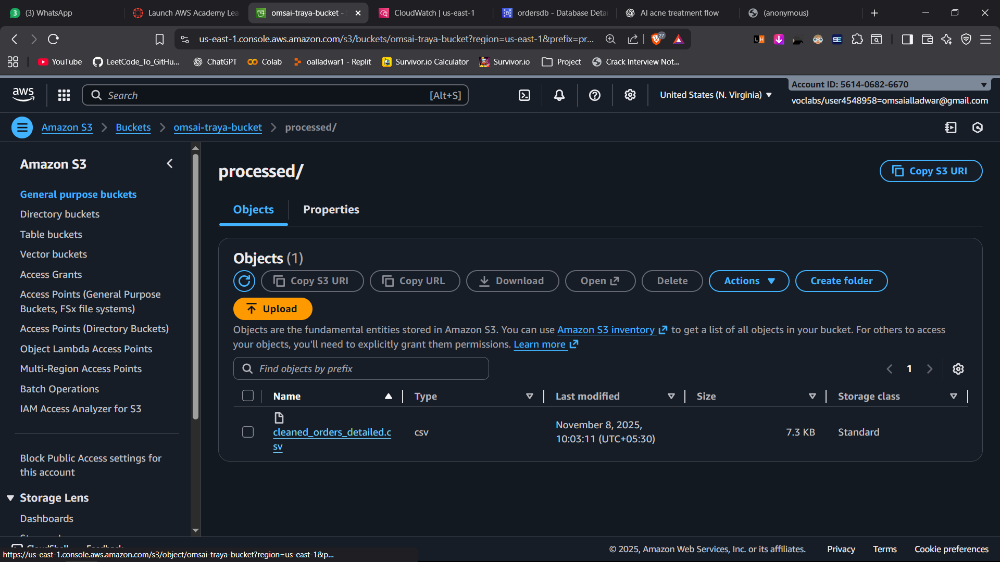 (3) WhatsApp
Launch AWS Academy Lea
omsai-traya-bucket -
CloudWatch | us-east-1
ordersdb - Database Detai
AI acne treatment flow
(anonymous)
us-east-1.console.aws.amazon.com/s3/buckets/omsai-traya-bucket?region=us-east-1&prefix=pr...
27
YouTube
LeetCode_To_GitHu...
ChatGPT
Colab
oalladwar1 - Replit
Survivor.io Calculator
Survivor.io
Project
Crack Interview Not...
aws
Search
[Alt+S]
United States (N. Virginia)
Account ID: 5614-0682-6670
voclabs/user4548958=omsaialladwar@gmail.com
Amazon S3
Buckets
omsai-traya-bucket
processed/
Amazon S3
General purpose buckets
Directory buckets
Table buckets
Vector buckets
Access Grants
Access Points (General Purpose
Buckets, FSx file systems)
Access Points (Directory Buckets)
Object Lambda Access Points
Multi-Region Access Points
Batch Operations
IAM Access Analyzer for S3
Block Public Access settings for
this account
Storage Lens
Dashboards
processed/
Copy S3 URI
Objects
Properties
Objects (1)
Copy S3 URI
Copy URL
Download
Open
Delete
Actions
Create folder
Upload
Objects are the fundamental entities stored in Amazon S3. You can use Amazon S3 inventory to get a list of all objects in your bucket. For others to access
your objects, you'll need to explicitly grant them permissions. Learn more
Find objects by prefix
1
Name
Type
Last modified
Size
Storage class
cleaned_orders_detailed.c
sv
csv
November 8, 2025,
10:03:11 (UTC+05:30)
7.3 KB
Standard
CloudShell
Feedback
https://us-east-1.console.aws.amazon.com/s3/object/omsai-traya-bucket?region=us-east-1&p...
© 2025, Amazon Web Services, Inc. or its affiliates.
Privacy
Terms
Cookie preferences